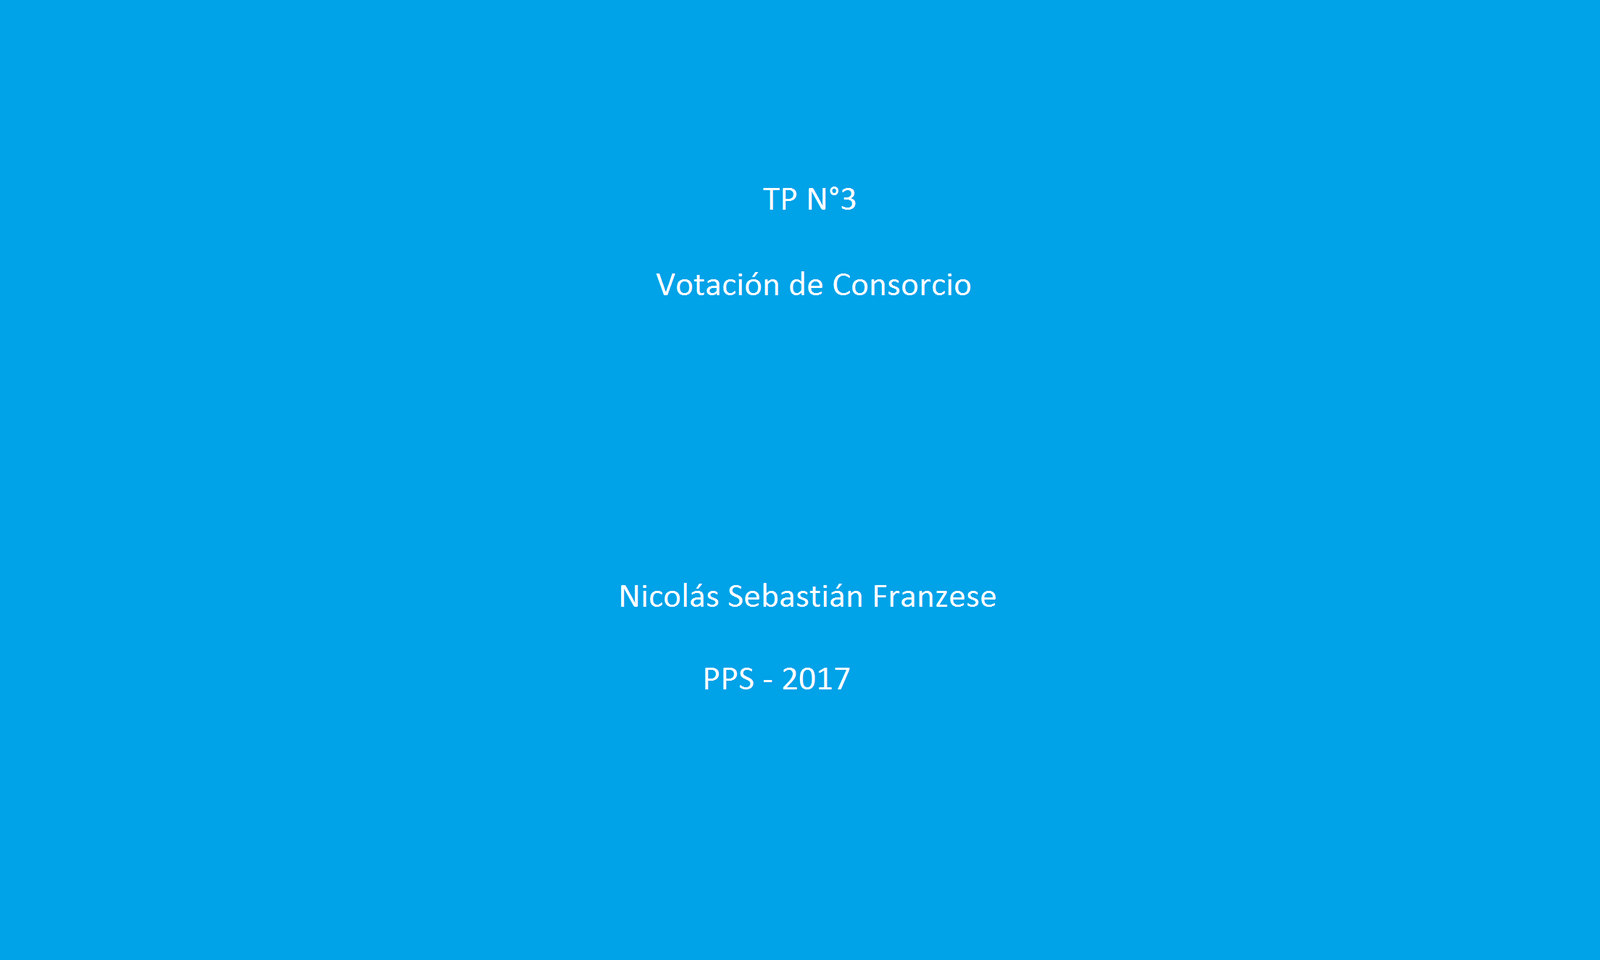 TP N°3
Votación de Consorcio
Nicolás Sebastián Franzese
PPS - 2017